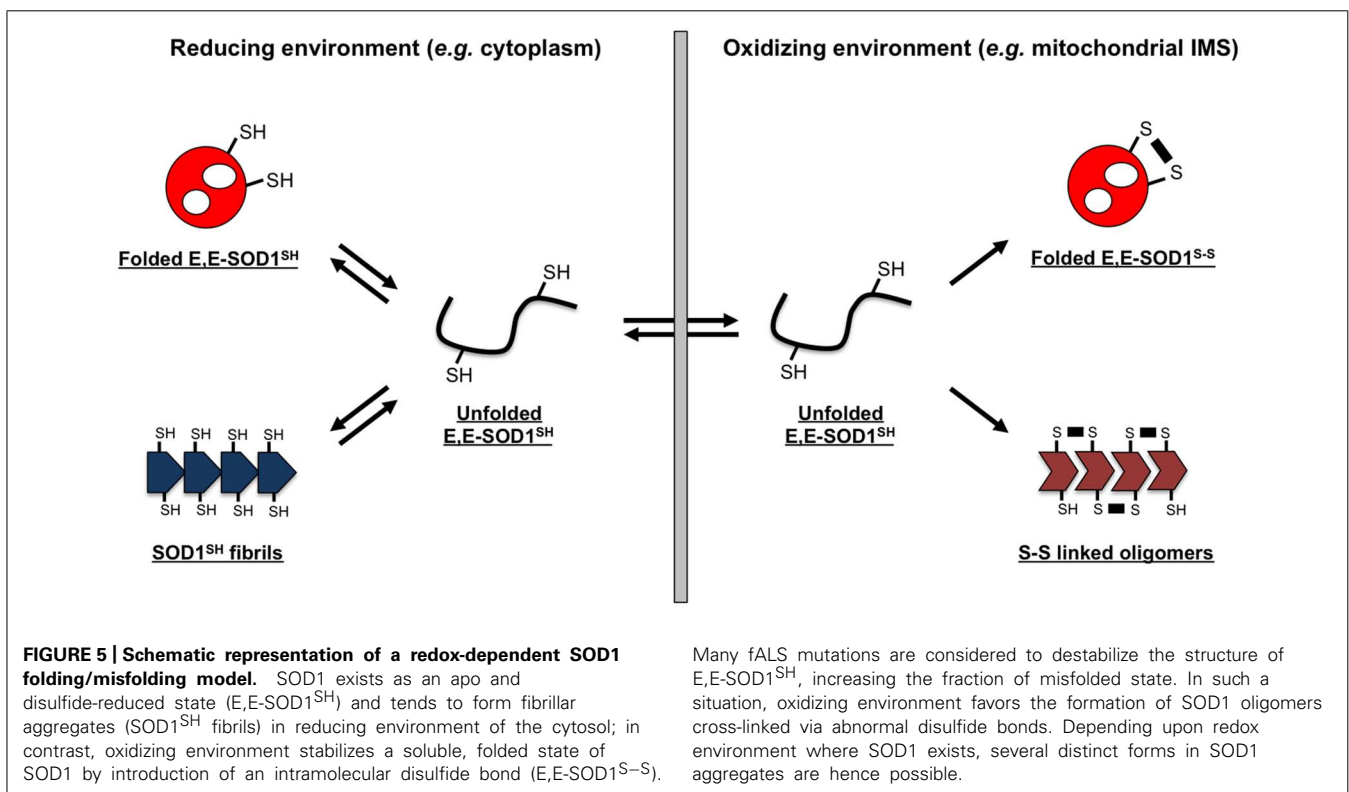 Reducing environment (e.g. cytoplasm)
Oxidizing environment (e.g. mitochondrial IMS)
SH
SH
Folded E,E-SOD1SH
SH
SH
Unfolded
E,E-SOD1SH
SH SH SH SH
SH SH SH SH
SOD1SH fibrils
SH
SH
Unfolded
E,E-SOD1SH
S
S
Folded E,E-SOD1S-S
S S S S
SH S S SH
S-S linked oligomers
FIGURE 5 | Schematic representation of a redox-dependent SOD1
folding/misfolding model. SOD1 exists as an apo and
disulfide-reduced state (E,E-SOD1SH) and tends to form fibrillar
aggregates (SOD1SH fibrils) in reducing environment of the cytosol; in
contrast, oxidizing environment stabilizes a soluble, folded state of
SOD1 by introduction of an intramolecular disulfide bond (E,E-SOD1S–S).
Many fALS mutations are considered to destabilize the structure of
E,E-SOD1SH, increasing the fraction of misfolded state. In such a
situation, oxidizing environment favors the formation of SOD1 oligomers
cross-linked via abnormal disulfide bonds. Depending upon redox
environment where SOD1 exists, several distinct forms in SOD1
aggregates are hence possible.